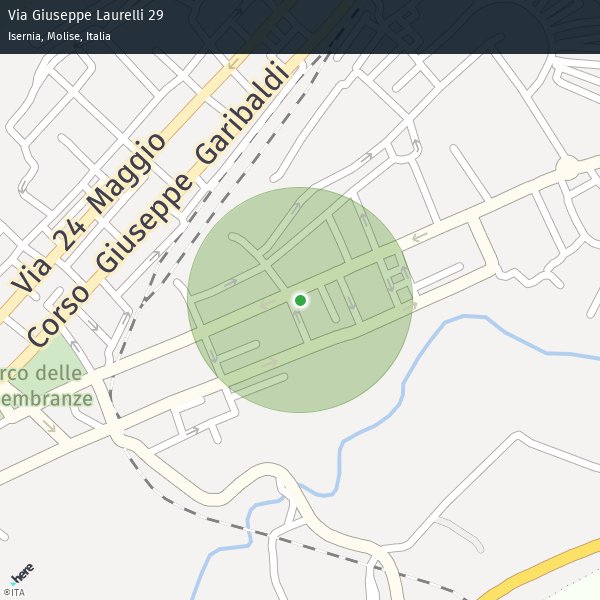 Via Giuseppe Laurelli 29
Isernia, Molise, Italia
Via 24 Maggio
Corso Giuseppe Garibaldi
rco delle
embranze
here
©ITA